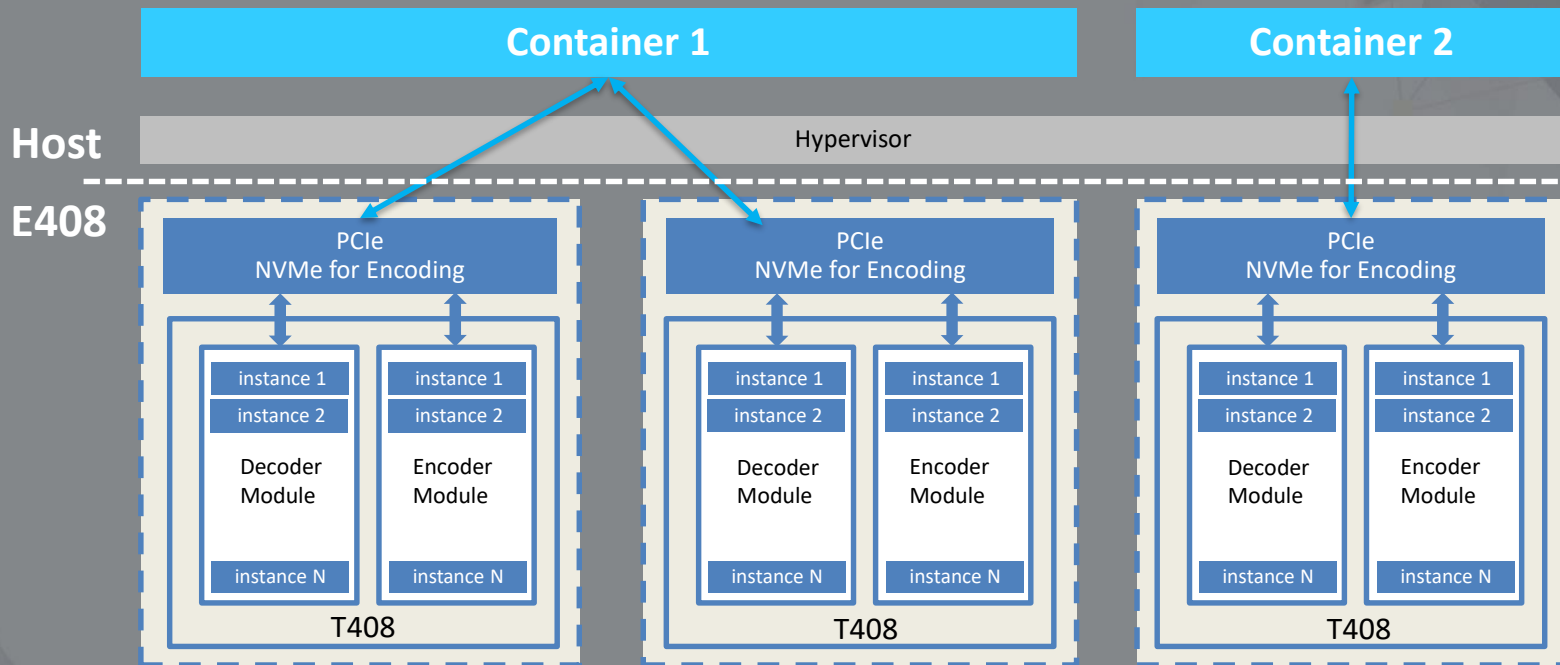 Container 1
Container 2
Host
Hypervisor
E408
PCIe
NVMe for Encoding
PCIe
NVMe for Encoding
PCIe
NVMe for Encoding
instance 1
instance 2
Decoder
Module
instance N
instance 1
instance 2
Encoder
Module
instance N
T408
instance 1
instance 2
Decoder
Module
instance N
instance 1
instance 2
Encoder
Module
instance N
T408
instance 1
instance 2
Decoder
Module
instance N
instance 1
instance 2
Encoder
Module
instance N
T408